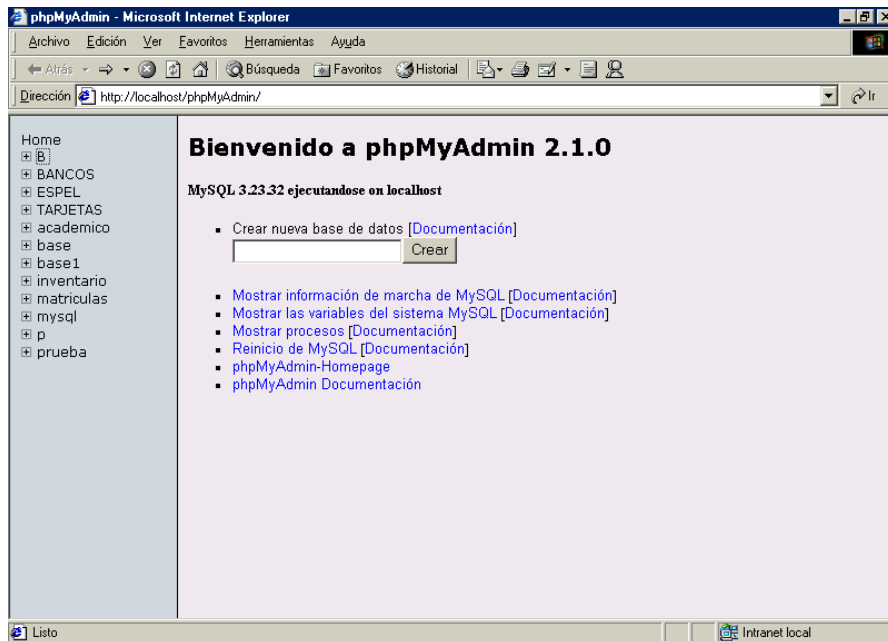 phpMyAdmin - Microsoft Internet Explorer
Archivo Edición Ver Favoritos Herramientas Ayuda
Atrás Búsqueda Favoritos Historial
Dirección http://localhost/phpMyAdmin/ Ir
Home
B
BANCOS
ESPEL
TARJETAS
academico
base
base1
inventario
matriculas
mysql
p
prueba
Bienvenido a phpMyAdmin 2.1.0
MySQL 3.23.32 ejecutandose on localhost
Crear nueva base de datos [Documentación]
Crear
Mostrar información de marcha de MySQL [Documentación]
Mostrar las variables del sistema MySQL [Documentación]
Mostrar procesos [Documentación]
Reinicio de MySQL [Documentación]
phpMyAdmin-Homepage
phpMyAdmin Documentación
Listo Intranet local